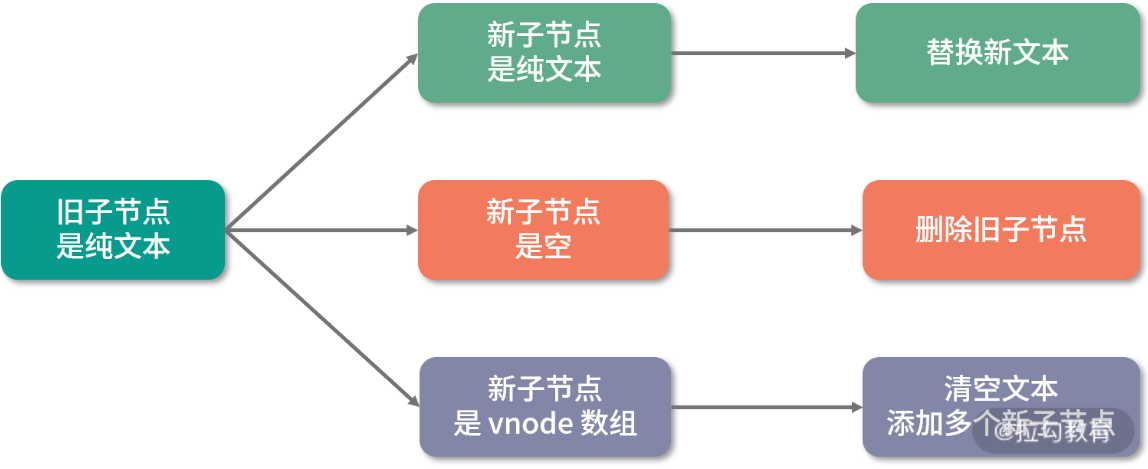 旧子节点
是纯文本
新子节点
是纯文本
替换新文本
新子节点
是空
删除旧子节点
新子节点
是 vnode 数组
清空文本
添加多个新子节点
@拉勾教育